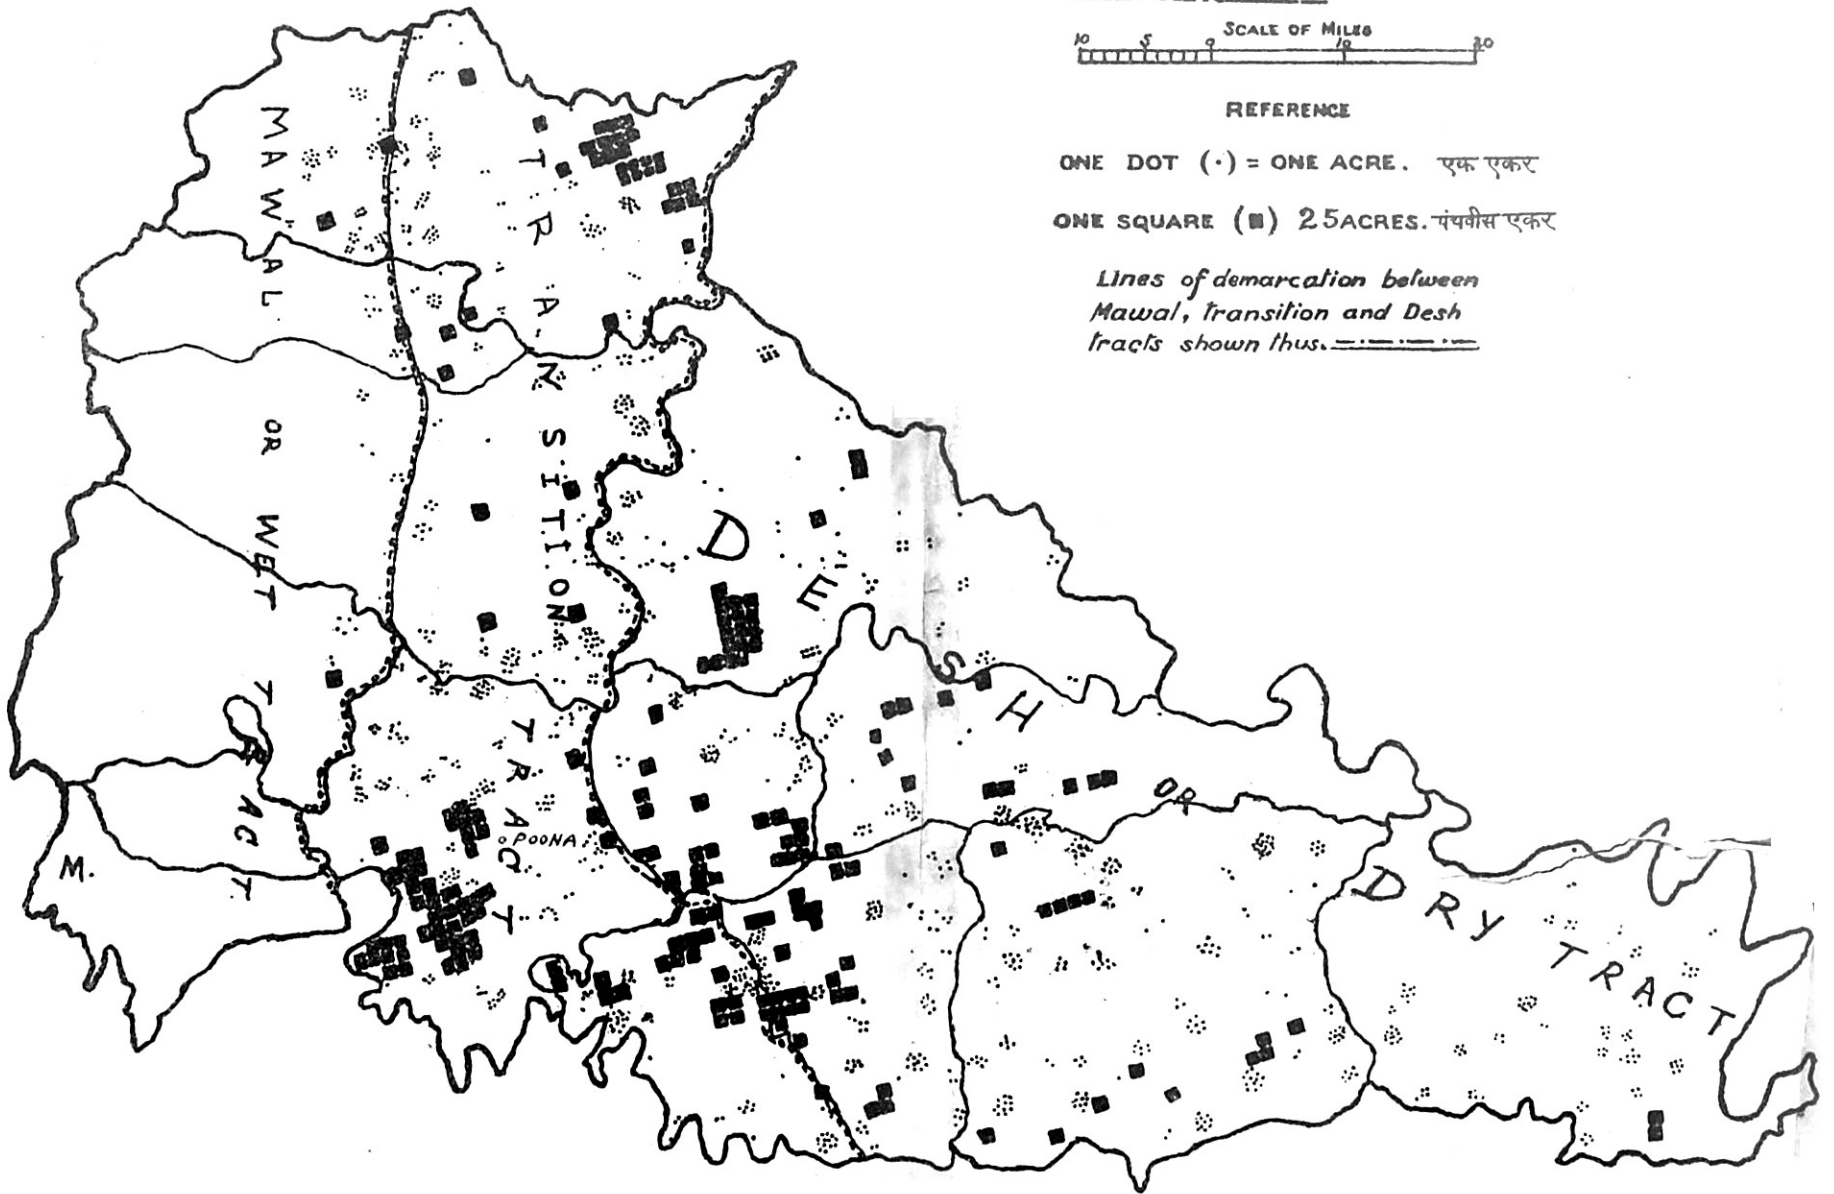 SCALE OF MILES
10 5 0 10 20
REFERENCE
ONE DOT (·) = ONE ACRE. एक एकर
ONE SQUARE (■) 25 ACRES. पंचवीस एकर
Lines of demarcation between
Mawal, Transition and Desh
tracts shown thus.
MAWAL OR WET TRACT
TRANSITION TRACT
DESH OR DRY TRACT
POONA
M.